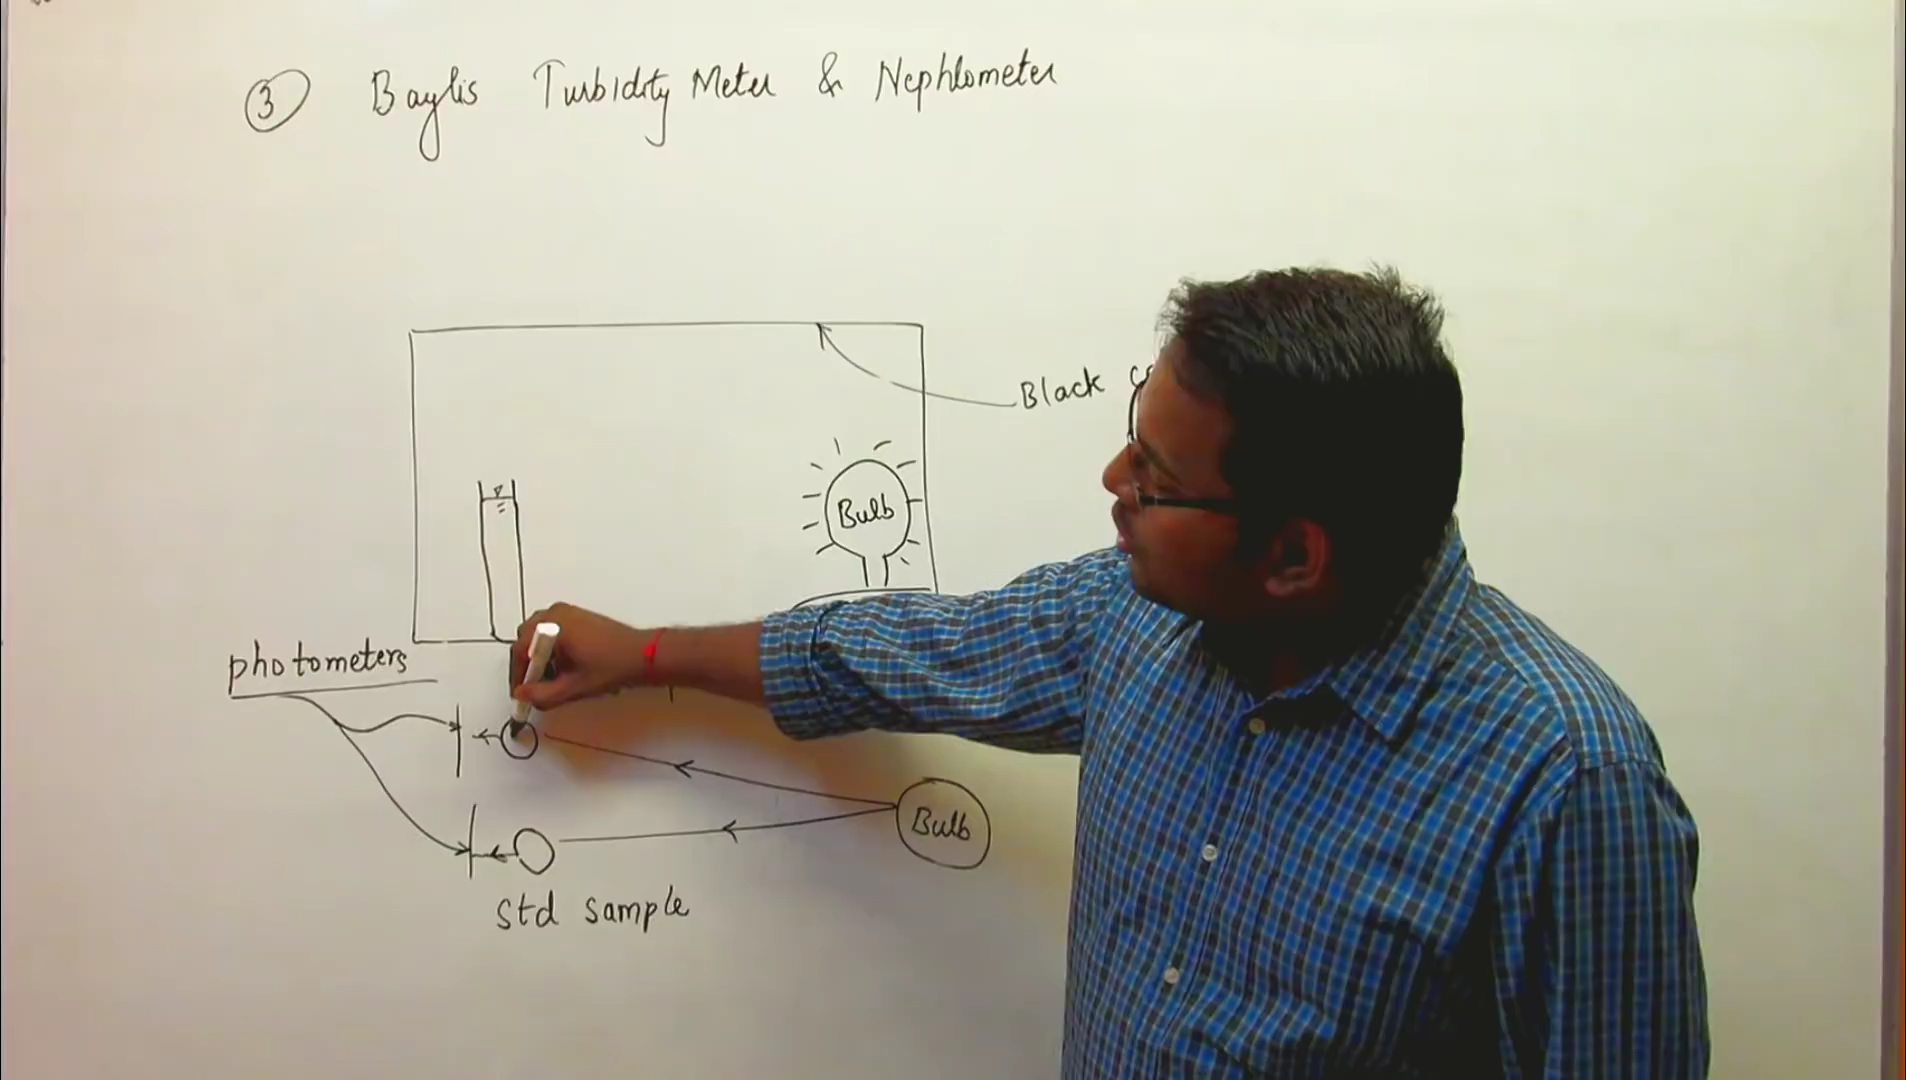 ③ Baylis Turbidity Meter & Nephlometer
Black
Bulb
photometers
Bulb
std sample